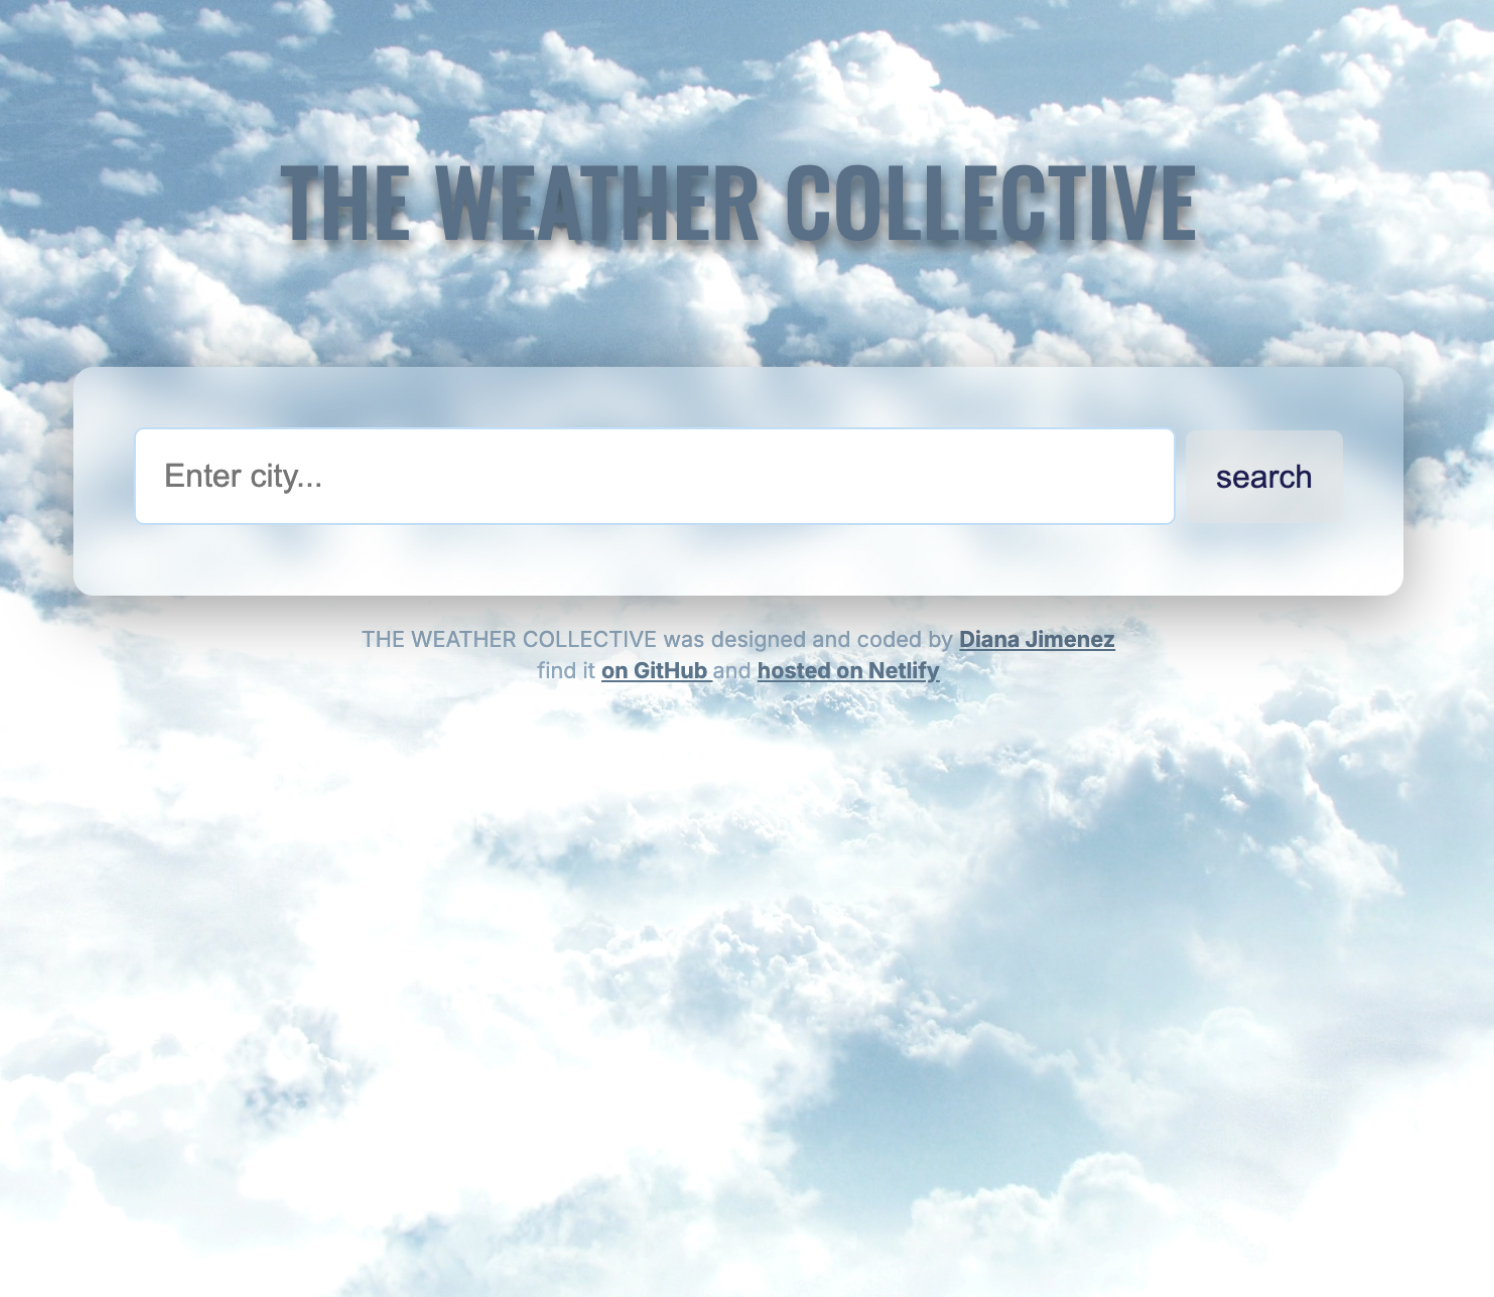 THE WEATHER COLLECTIVE
Enter city...
search
THE WEATHER COLLECTIVE was designed and coded by Diana Jimenez
find it on GitHub and hosted on Netlify